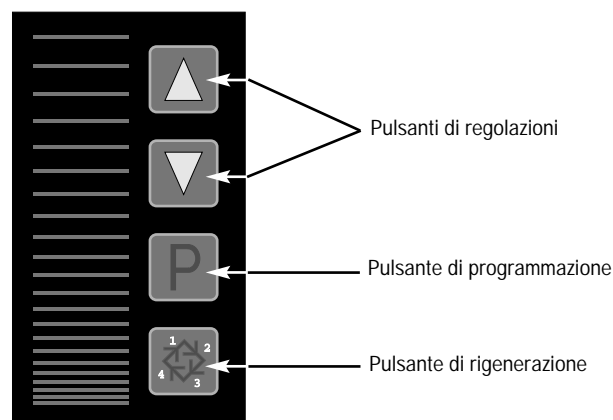 Pulsanti di regolazioni
P
Pulsante di programmazione
1
2
4
3
Pulsante di rigenerazione